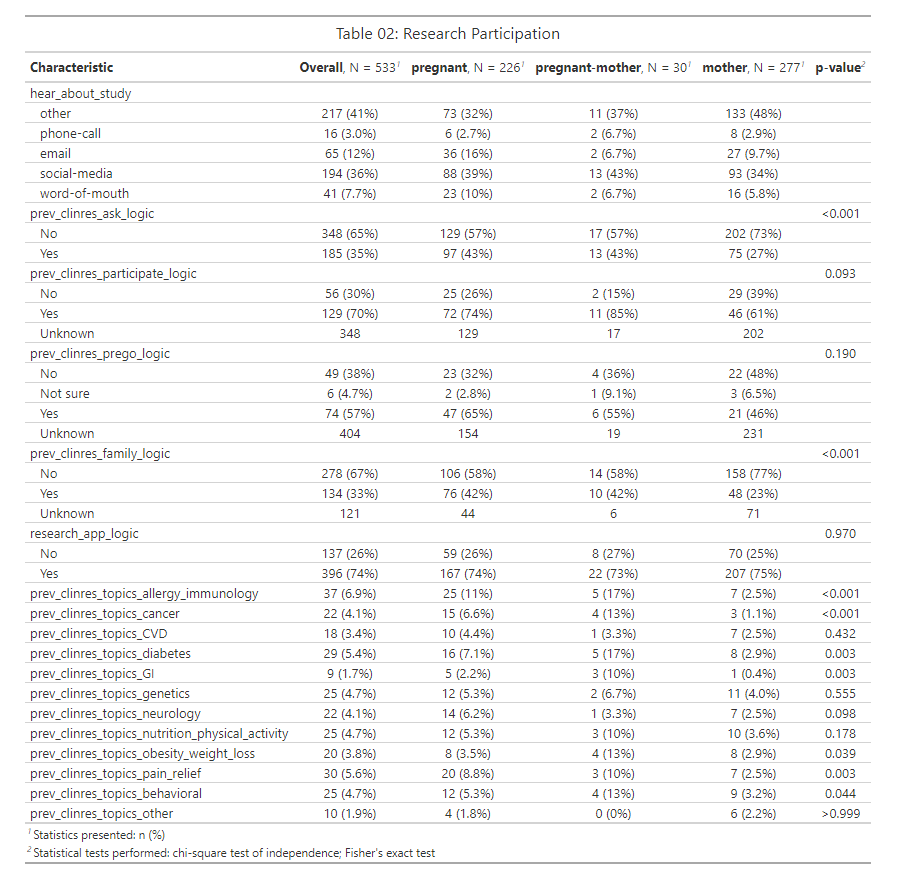 Table 02: Research Participation
Characteristic Overall, N = 533¹ pregnant, N = 226¹ pregnant-mother, N = 30¹ mother, N = 277¹ p-value²
hear_about_study
other 217 (41%) 73 (32%) 11 (37%) 133 (48%)
phone-call 16 (3.0%) 6 (2.7%) 2 (6.7%) 8 (2.9%)
email 65 (12%) 36 (16%) 2 (6.7%) 27 (9.7%)
social-media 194 (36%) 88 (39%) 13 (43%) 93 (34%)
word-of-mouth 41 (7.7%) 23 (10%) 2 (6.7%) 16 (5.8%)
prev_clinres_ask_logic <0.001
No 348 (65%) 129 (57%) 17 (57%) 202 (73%)
Yes 185 (35%) 97 (43%) 13 (43%) 75 (27%)
prev_clinres_participate_logic 0.093
No 56 (30%) 25 (26%) 2 (15%) 29 (39%)
Yes 129 (70%) 72 (74%) 11 (85%) 46 (61%)
Unknown 348 129 17 202
prev_clinres_prego_logic 0.190
No 49 (38%) 23 (32%) 4 (36%) 22 (48%)
Not sure 6 (4.7%) 2 (2.8%) 1 (9.1%) 3 (6.5%)
Yes 74 (57%) 47 (65%) 6 (55%) 21 (46%)
Unknown 404 154 19 231
prev_clinres_family_logic <0.001
No 278 (67%) 106 (58%) 14 (58%) 158 (77%)
Yes 134 (33%) 76 (42%) 10 (42%) 48 (23%)
Unknown 121 44 6 71
research_app_logic 0.970
No 137 (26%) 59 (26%) 8 (27%) 70 (25%)
Yes 396 (74%) 167 (74%) 22 (73%) 207 (75%)
prev_clinres_topics_allergy_immunology 37 (6.9%) 25 (11%) 5 (17%) 7 (2.5%) <0.001
prev_clinres_topics_cancer 22 (4.1%) 15 (6.6%) 4 (13%) 3 (1.1%) <0.001
prev_clinres_topics_CVD 18 (3.4%) 10 (4.4%) 1 (3.3%) 7 (2.5%) 0.432
prev_clinres_topics_diabetes 29 (5.4%) 16 (7.1%) 5 (17%) 8 (2.9%) 0.003
prev_clinres_topics_GI 9 (1.7%) 5 (2.2%) 3 (10%) 1 (0.4%) 0.003
prev_clinres_topics_genetics 25 (4.7%) 12 (5.3%) 2 (6.7%) 11 (4.0%) 0.555
prev_clinres_topics_neurology 22 (4.1%) 14 (6.2%) 1 (3.3%) 7 (2.5%) 0.098
prev_clinres_topics_nutrition_physical_activity 25 (4.7%) 12 (5.3%) 3 (10%) 10 (3.6%) 0.178
prev_clinres_topics_obesity_weight_loss 20 (3.8%) 8 (3.5%) 4 (13%) 8 (2.9%) 0.039
prev_clinres_topics_pain_relief 30 (5.6%) 20 (8.8%) 3 (10%) 7 (2.5%) 0.003
prev_clinres_topics_behavioral 25 (4.7%) 12 (5.3%) 4 (13%) 9 (3.2%) 0.044
prev_clinres_topics_other 10 (1.9%) 4 (1.8%) 0 (0%) 6 (2.2%) >0.999
¹ Statistics presented: n (%)
² Statistical tests performed: chi-square test of independence; Fisher's exact test